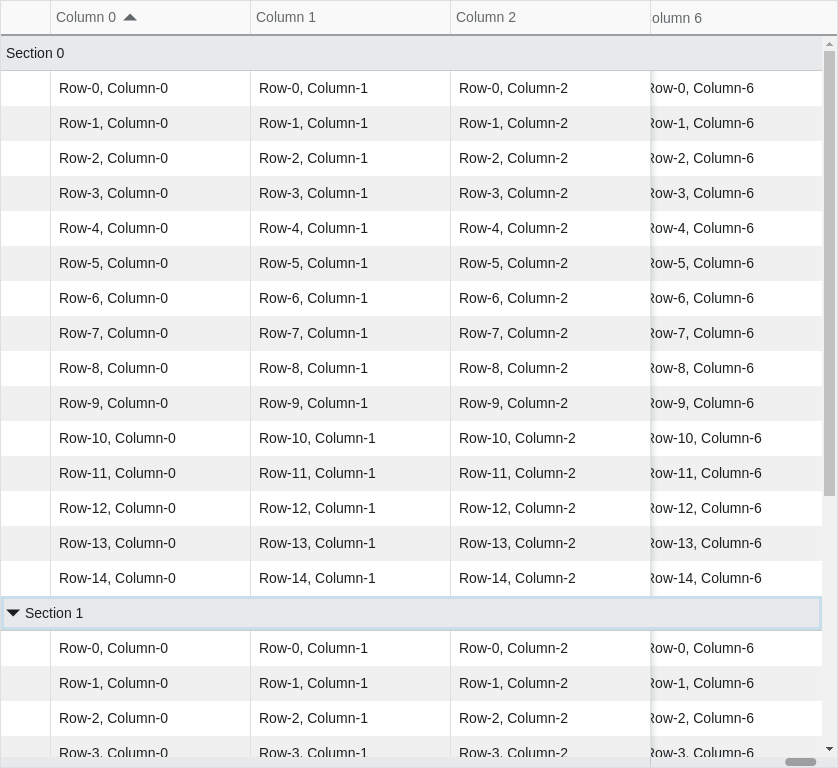 Column 0 Column 1 Column 2 olumn 6
Section 0
Row-0, Column-0 Row-0, Column-1 Row-0, Column-2 Row-0, Column-6
Row-1, Column-0 Row-1, Column-1 Row-1, Column-2 Row-1, Column-6
Row-2, Column-0 Row-2, Column-1 Row-2, Column-2 Row-2, Column-6
Row-3, Column-0 Row-3, Column-1 Row-3, Column-2 Row-3, Column-6
Row-4, Column-0 Row-4, Column-1 Row-4, Column-2 Row-4, Column-6
Row-5, Column-0 Row-5, Column-1 Row-5, Column-2 Row-5, Column-6
Row-6, Column-0 Row-6, Column-1 Row-6, Column-2 Row-6, Column-6
Row-7, Column-0 Row-7, Column-1 Row-7, Column-2 Row-7, Column-6
Row-8, Column-0 Row-8, Column-1 Row-8, Column-2 Row-8, Column-6
Row-9, Column-0 Row-9, Column-1 Row-9, Column-2 Row-9, Column-6
Row-10, Column-0 Row-10, Column-1 Row-10, Column-2 Row-10, Column-6
Row-11, Column-0 Row-11, Column-1 Row-11, Column-2 Row-11, Column-6
Row-12, Column-0 Row-12, Column-1 Row-12, Column-2 Row-12, Column-6
Row-13, Column-0 Row-13, Column-1 Row-13, Column-2 Row-13, Column-6
Row-14, Column-0 Row-14, Column-1 Row-14, Column-2 Row-14, Column-6
Section 1
Row-0, Column-0 Row-0, Column-1 Row-0, Column-2 Row-0, Column-6
Row-1, Column-0 Row-1, Column-1 Row-1, Column-2 Row-1, Column-6
Row-2, Column-0 Row-2, Column-1 Row-2, Column-2 Row-2, Column-6
Row-3, Column-0 Row-3, Column-1 Row-3, Column-2 Row-3, Column-6